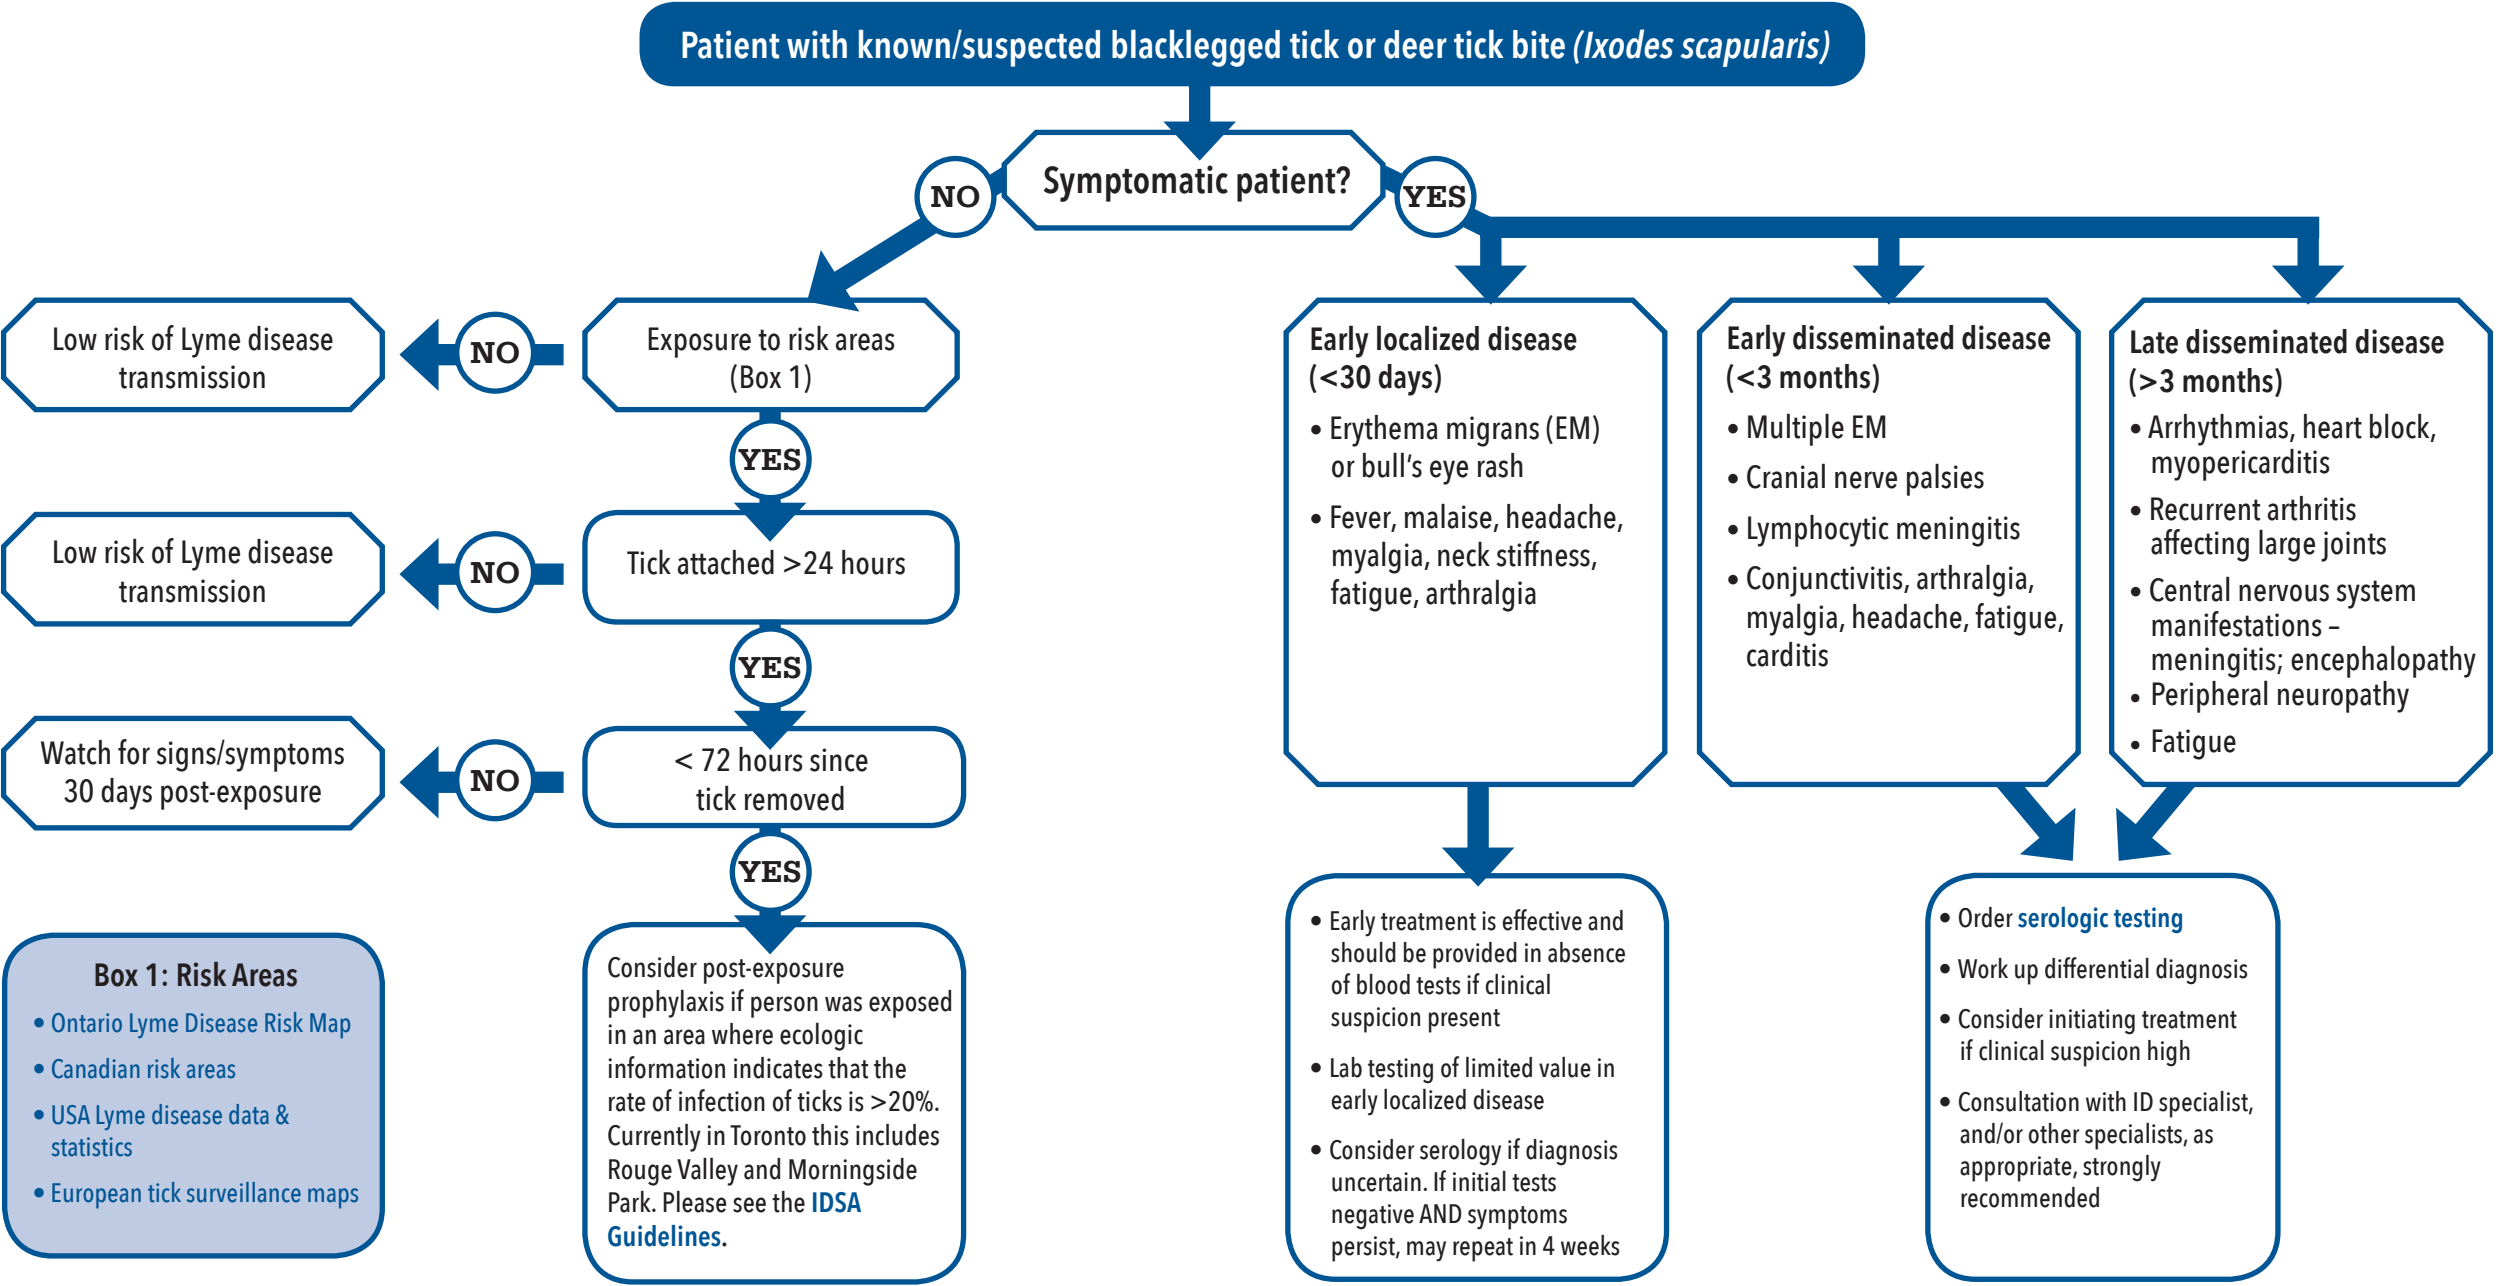 Patient with known/suspected blacklegged tick or deer tick bite (Ixodes scapularis)
Symptomatic patient?
NO
YES
Exposure to risk areas
(Box 1)
NO
Low risk of Lyme disease
transmission
YES
Tick attached >24 hours
NO
Low risk of Lyme disease
transmission
YES
< 72 hours since
tick removed
NO
Watch for signs/symptoms
30 days post-exposure
YES
Consider post-exposure
prophylaxis if person was exposed
in an area where ecologic
information indicates that the
rate of infection of ticks is >20%.
Currently in Toronto this includes
Rouge Valley and Morningside
Park. Please see the IDSA
Guidelines.
Box 1: Risk Areas
• Ontario Lyme Disease Risk Map
• Canadian risk areas
• USA Lyme disease data &
statistics
• European tick surveillance maps
Early localized disease
(<30 days)
• Erythema migrans (EM)
or bull's eye rash
• Fever, malaise, headache,
myalgia, neck stiffness,
fatigue, arthralgia
Early disseminated disease
(<3 months)
• Multiple EM
• Cranial nerve palsies
• Lymphocytic meningitis
• Conjunctivitis, arthralgia,
myalgia, headache, fatigue,
carditis
Late disseminated disease
(>3 months)
• Arrhythmias, heart block,
myopericarditis
• Recurrent arthritis
affecting large joints
• Central nervous system
manifestations –
meningitis; encephalopathy
• Peripheral neuropathy
• Fatigue
• Early treatment is effective and
should be provided in absence
of blood tests if clinical
suspicion present
• Lab testing of limited value in
early localized disease
• Consider serology if diagnosis
uncertain. If initial tests
negative AND symptoms
persist, may repeat in 4 weeks
• Order serologic testing
• Work up differential diagnosis
• Consider initiating treatment
if clinical suspicion high
• Consultation with ID specialist,
and/or other specialists, as
appropriate, strongly
recommended